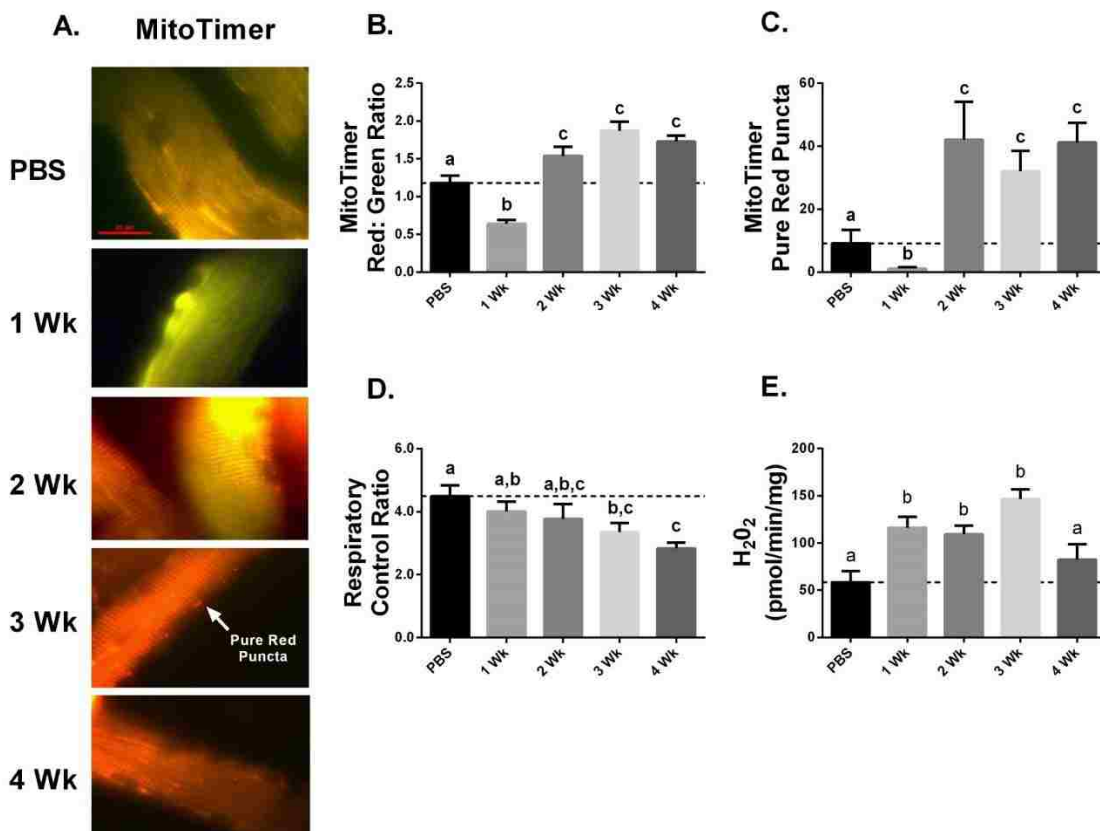 A.
MitoTimer
PBS
1 Wk
2 Wk
3 Wk
Pure Red
Puncta
4 Wk
B.
MitoTimer
Red: Green Ratio
2.5
2.0
1.5
1.0
0.5
0.0
a
b
c
c
c
PBS
1 Wk
2 Wk
3 Wk
4 Wk
C.
MitoTimer
Pure Red Puncta
60
40
20
0
a
b
c
c
c
PBS
1 Wk
2 Wk
3 Wk
4 Wk
D.
Respiratory
Control Ratio
6.0
4.0
2.0
0.0
a
a,b
a,b,c
b,c
c
PBS
1 Wk
2 Wk
3 Wk
4 Wk
E.
H₂0₂
(pmol/min/mg)
200
150
100
50
0
a
b
b
b
a
PBS
1 Wk
2 Wk
3 Wk
4 Wk